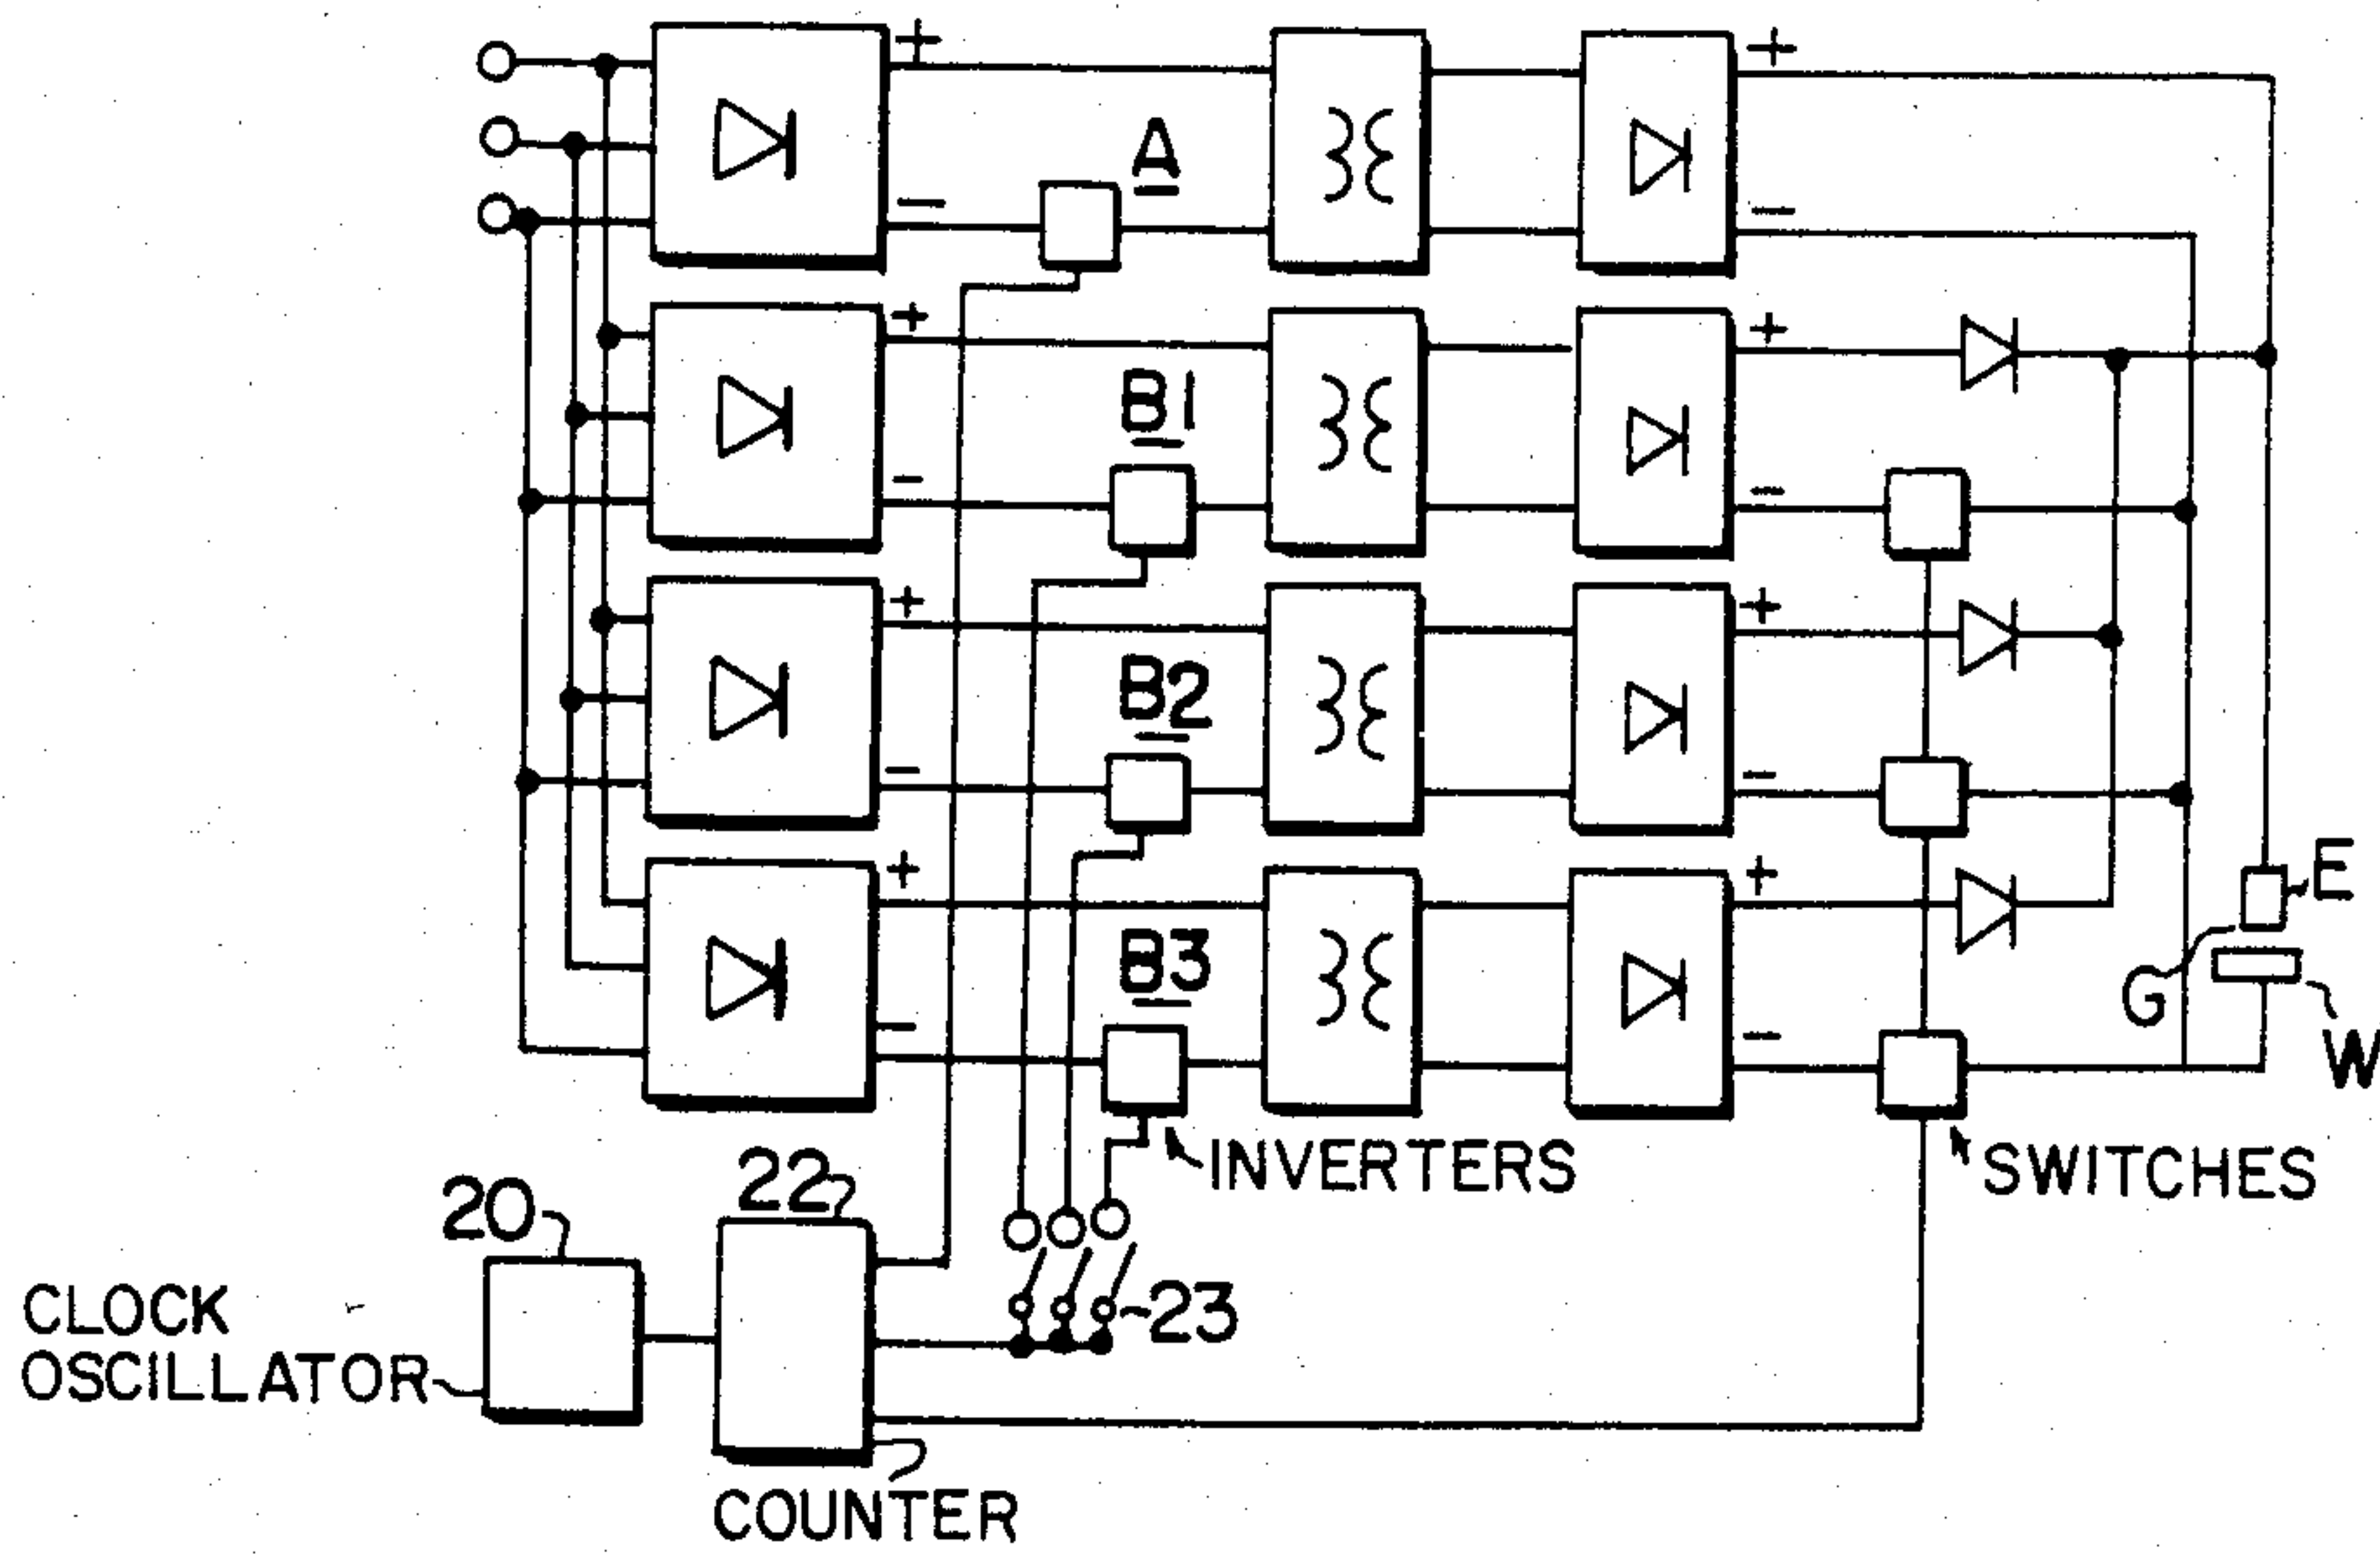 +
+
A
−
−
+
+
B1
−
−
+
+
B2
−
−
+
+
E
B3
G
−
−
W
INVERTERS
SWITCHES
22
20
CLOCK
OSCILLATOR
23
COUNTER